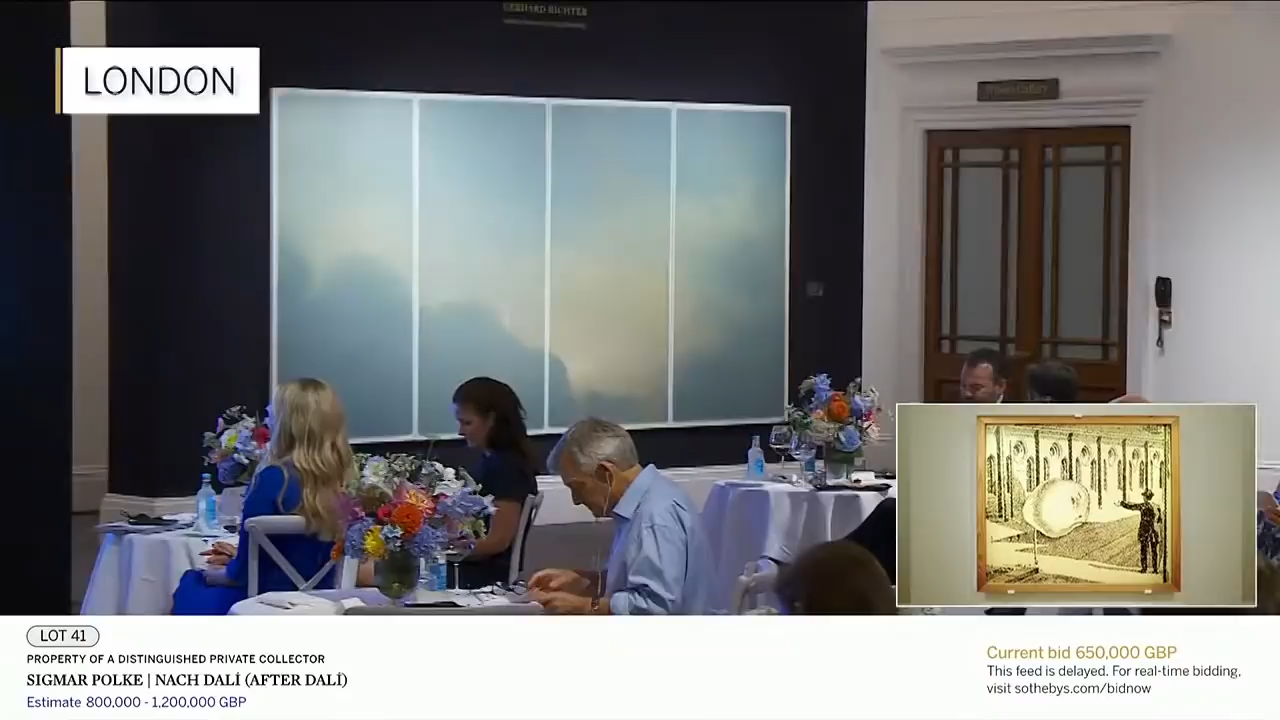 GERHARD RICHTER
LONDON
LOT 41
PROPERTY OF A DISTINGUISHED PRIVATE COLLECTOR
SIGMAR POLKE | NACH DALÍ (AFTER DALÍ)
Estimate 800,000 - 1,200,000 GBP
Current bid 650,000 GBP
This feed is delayed. For real-time bidding,
visit sothebys.com/bidnow